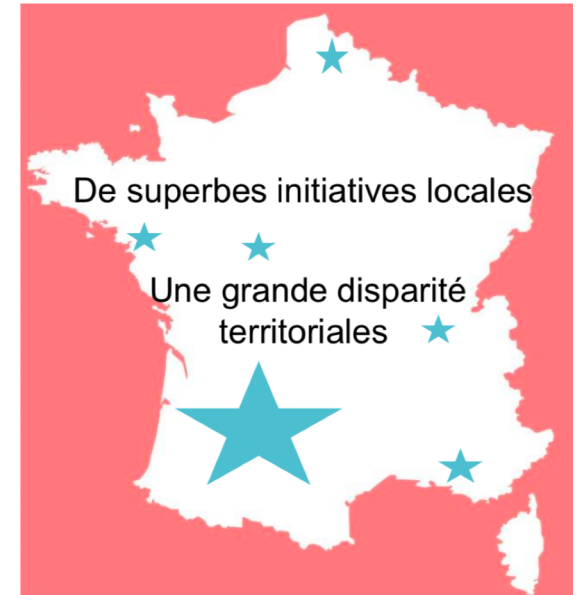 De superbes initiatives locales
Une grande disparité
territoriales